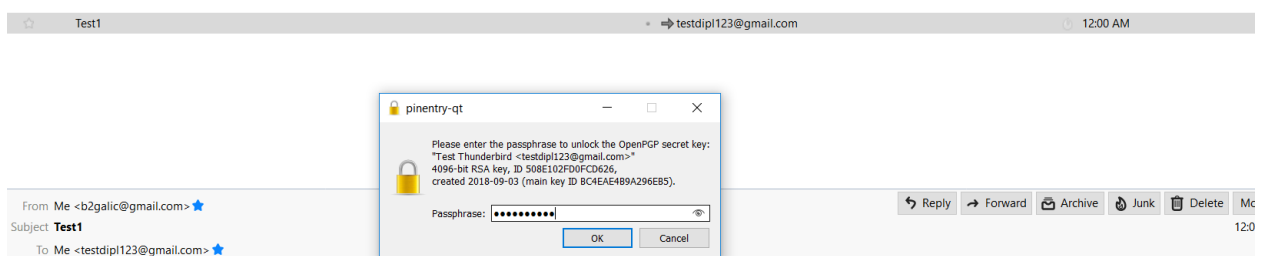 Test1 testdipl123@gmail.com 12:00 AM
pinentry-qt
Please enter the passphrase to unlock the OpenPGP secret key:
"Test Thunderbird <testdipl123@gmail.com>"
4096-bit RSA key, ID 508E102FD0FCD626,
created 2018-09-03 (main key ID BC4EAE4B9A296EB5).
Passphrase: ●●●●●●●●●●
OK Cancel
From Me <b2galic@gmail.com> Reply Forward Archive Junk Delete Mo
Subject Test1 12:0
To Me <testdipl123@gmail.com>